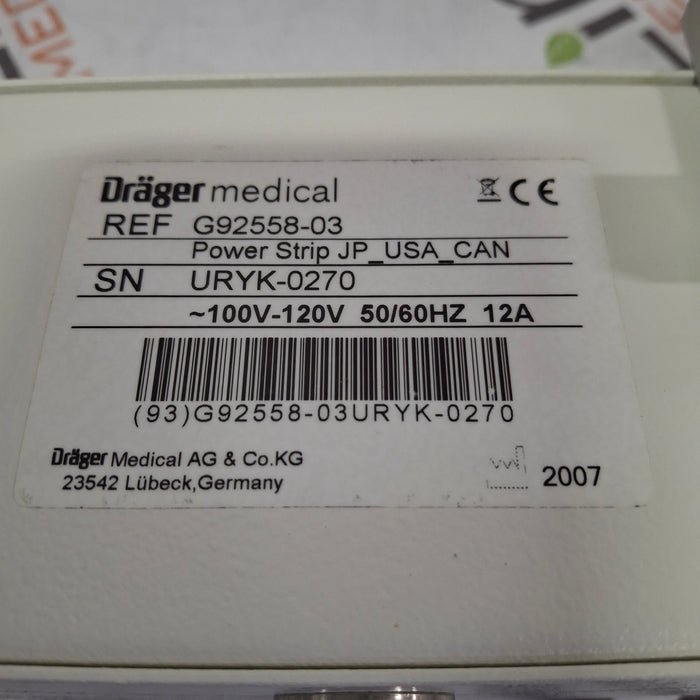 Dräger medical
REF G92558-03
Power Strip JP_USA_CAN
SN URYK-0270
~100V-120V 50/60HZ 12A
(93)G92558-03URYK-0270
Dräger Medical AG & Co.KG
23542 Lübeck,Germany
2007